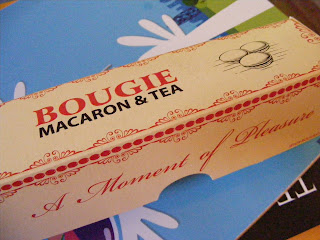 BOUGIE
MACARON & TEA
A Moment of Pleasure